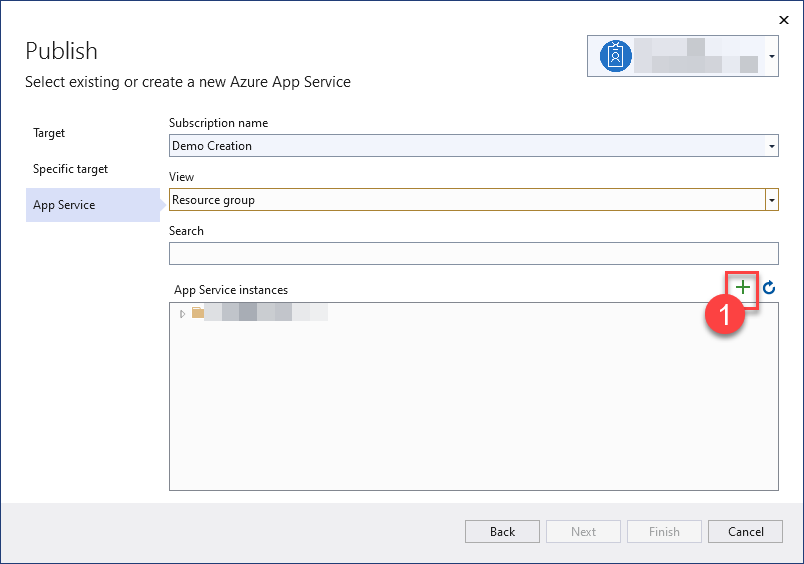 Publish
Select existing or create a new Azure App Service
Target
Specific target
App Service
Subscription name
Demo Creation
View
Resource group
Search
App Service instances
1
Back
Next
Finish
Cancel